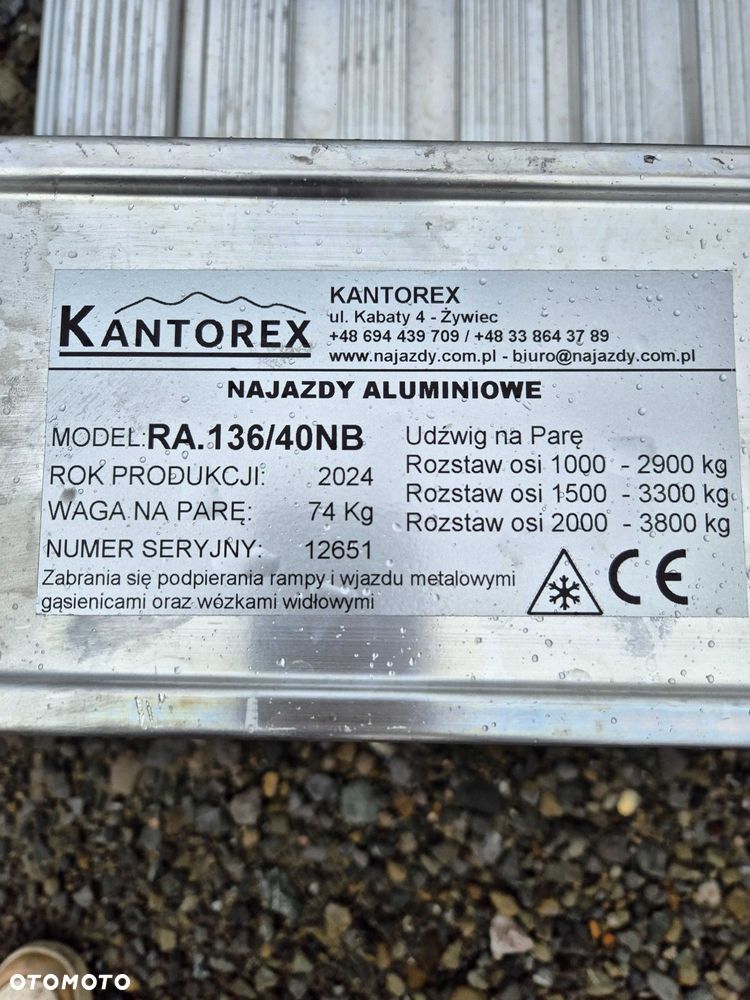 KANTOREX
KANTOREX
ul. Kabaty 4 - Żywiec
+48 694 439 709 / +48 33 864 37 89
www.najazdy.com.pl - biuro@najazdy.com.pl
NAJAZDY ALUMINIOWE
MODEL:RA.136/40NB
ROK PRODUKCJI: 2024
WAGA NA PARĘ: 74 Kg
NUMER SERYJNY: 12651
Udźwig na Parę
Rozstaw osi 1000 - 2900 kg
Rozstaw osi 1500 - 3300 kg
Rozstaw osi 2000 - 3800 kg
Zabrania się podpierania rampy i wjazdu metalowymi
gąsienicami oraz wózkami widłowymi
CE
OTOMOTO